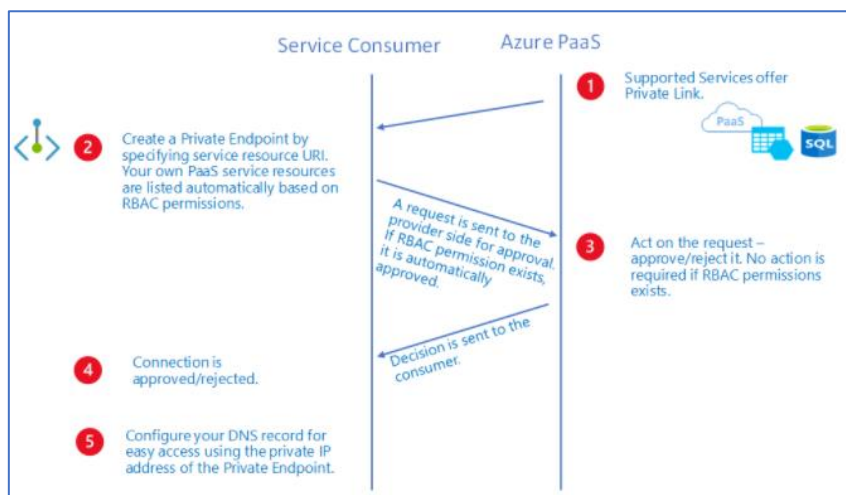 Service Consumer
Azure PaaS
1
Supported Services offer
Private Link.
PaaS
SQL
2
Create a Private Endpoint by
specifying service resource URI.
Your own PaaS service resources
are listed automatically based on
RBAC permissions.
A request is sent to the
provider side for approval.
If RBAC permission exists,
it is automatically
approved.
3
Act on the request –
approve/reject it. No action is
required if RBAC permissions
exists.
Decision is sent to the
consumer.
4
Connection is
approved/rejected.
5
Configure your DNS record for
easy access using the private IP
address of the Private Endpoint.